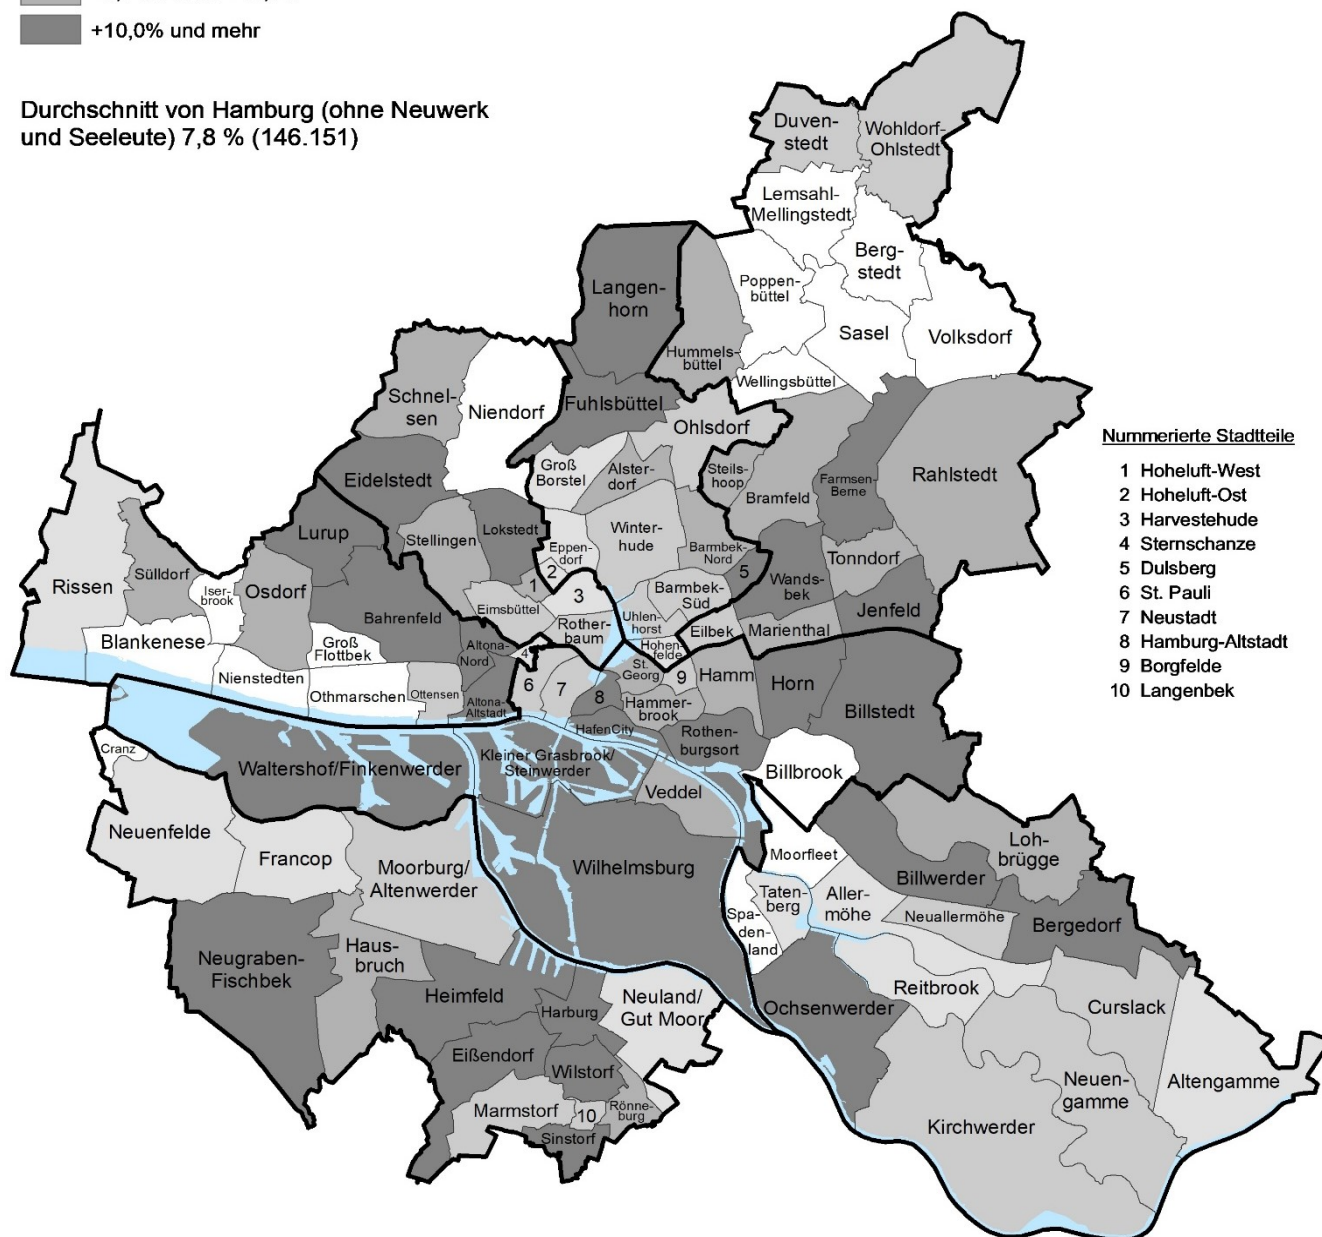 +10,0% und mehr
Durchschnitt von Hamburg (ohne Neuwerk
und Seeleute) 7,8 % (146.151)
Duven-
stedt
Wohldorf-
Ohlstedt
Lemsahl-
Mellingstedt
Berg-
stedt
Poppen-
büttel
Sasel
Volksdorf
Langen-
horn
Hummels-
büttel
Wellingsbüttel
Schnel-
sen
Niendorf
Fuhlsbüttel
Ohlsdorf
Groß
Borstel
Alster-
dorf
Steils-
hoop
Bramfeld
Farmsen-
Berne
Rahlstedt
Eidelstedt
Lurup
Stellingen
Lokstedt
Eppen-
dorf
Winter-
hude
Barmbek-
Nord
5
Wands-
bek
Tonndorf
Jenfeld
Rissen
Sülldorf
Iser-
brook
Osdorf
Bahrenfeld
Eimsbüttel
1
2
3
Rother-
baum
Uhlen-
horst
Barmbek-
Süd
Eilbek
Marienthal
Blankenese
Groß
Flottbek
Nienstedten
Othmarschen
Ottensen
Altona-
Nord
Altona-
Altstadt
4
6
7
8
Hohen-
felde
St.
Georg
9
Hamm
Hammer-
brook
Horn
Billstedt
HafenCity
Rothen-
burgsort
Billbrook
Cranz
Waltershof/Finkenwerder
Kleiner Grasbrook/
Steinwerder
Veddel
Neuenfelde
Francop
Moorburg/
Altenwerder
Wilhelmsburg
Moorfleet
Billwerder
Loh-
brügge
Spa-
den-
land
Taten-
berg
Aller-
möhe
Neuallermöhe
Bergedorf
Neugraben-
Fischbek
Haus-
bruch
Heimfeld
Harburg
Neuland/
Gut Moor
Ochsenwerder
Reitbrook
Curslack
Eißendorf
Wilstorf
Marmstorf
10
Rönne-
burg
Sinstorf
Kirchwerder
Neuen-
gamme
Altengamme
Nummerierte Stadtteile
1 Hoheluft-West
2 Hoheluft-Ost
3 Harvestehude
4 Sternschanze
5 Dulsberg
6 St. Pauli
7 Neustadt
8 Hamburg-Altstadt
9 Borgfelde
10 Langenbek